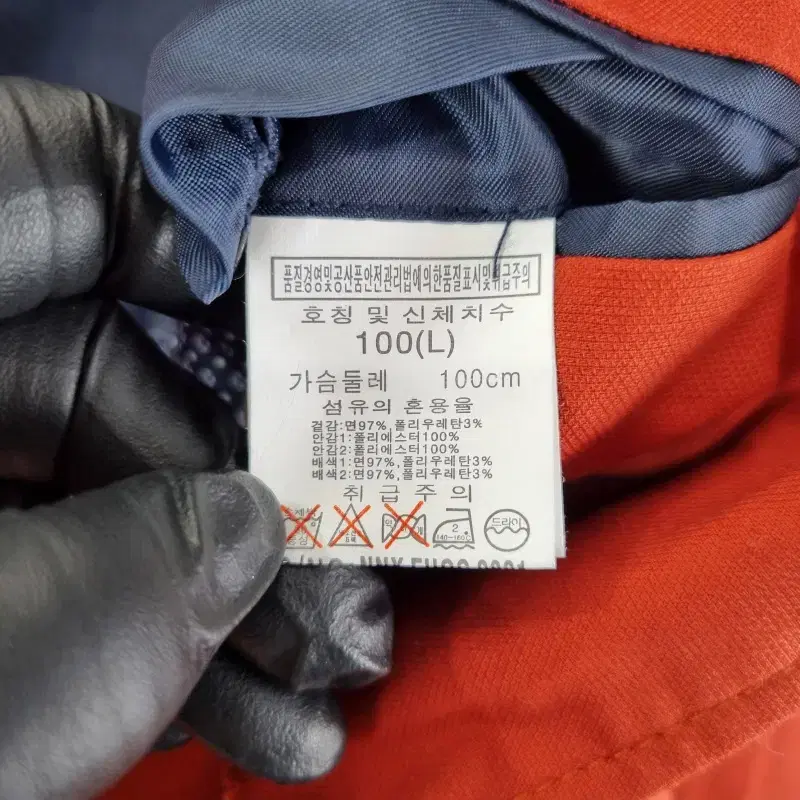 품질경영및공산품안전관리법에의한품질표시및취급주의
호칭 및 신체치수
100(L)
가슴둘레 100cm
섬유의 혼용율
겉감:면97%,폴리우레탄3%
안감1:폴리에스터100%
안감2:폴리에스터100%
배색1:면97%,폴리우레탄3%
배색2:면97%,폴리우레탄3%
취급주의
2 140~160℃ 드라이